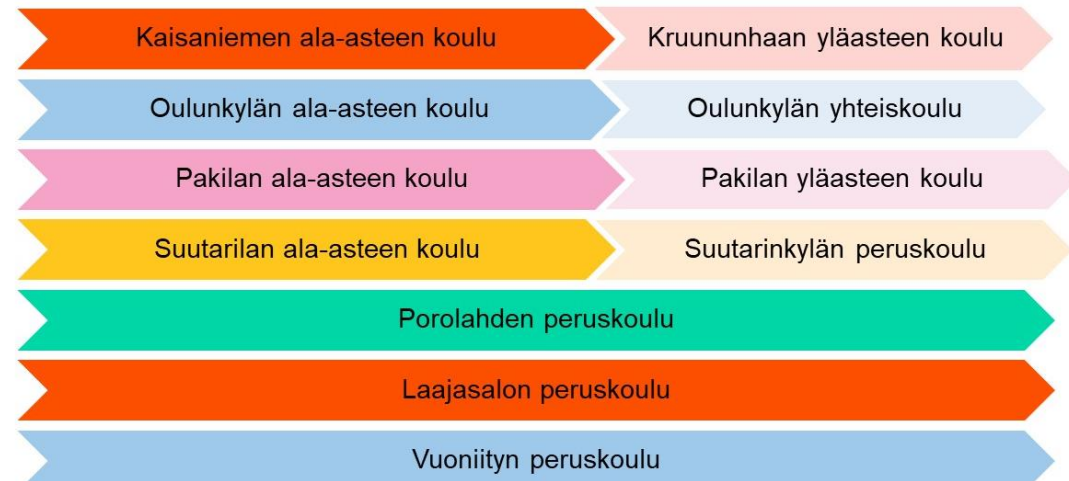 Kaisaniemen ala-asteen koulu
Kruununhaan yläasteen koulu
Oulunkylän ala-asteen koulu
Oulunkylän yhteiskoulu
Pakilan ala-asteen koulu
Pakilan yläasteen koulu
Suutarilan ala-asteen koulu
Suutarinkylän peruskoulu
Porolahden peruskoulu
Laajasalon peruskoulu
Vuoniityn peruskoulu